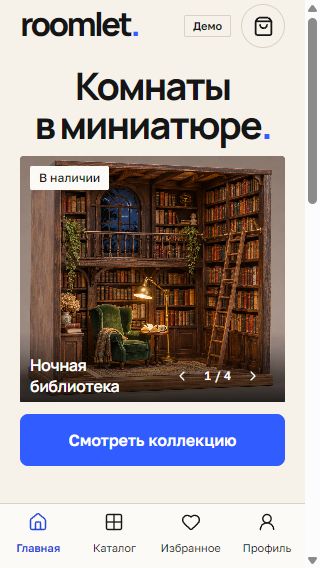 roomlet.
Демо
Комнаты
в миниатюре.
В наличии
Ночная
библиотека
1 / 4
Смотреть коллекцию
Главная
Каталог
Избранное
Профиль